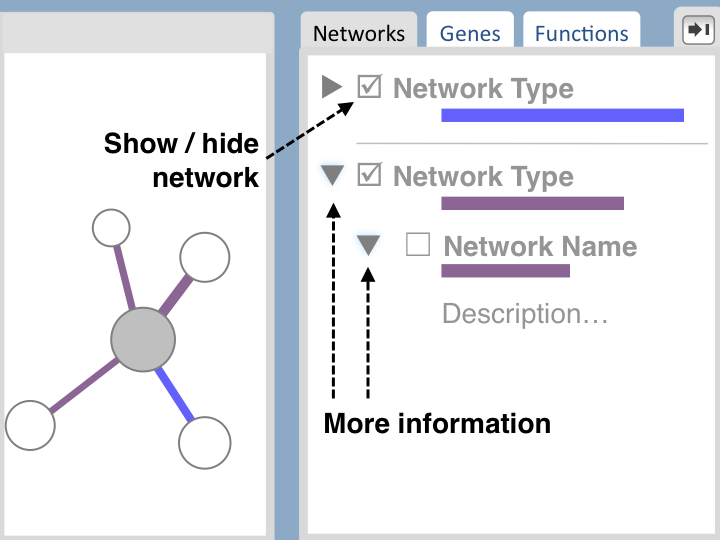 Networks
Genes
Functions
Network Type
Show / hide
network
Network Type
Network Name
Description…
More information